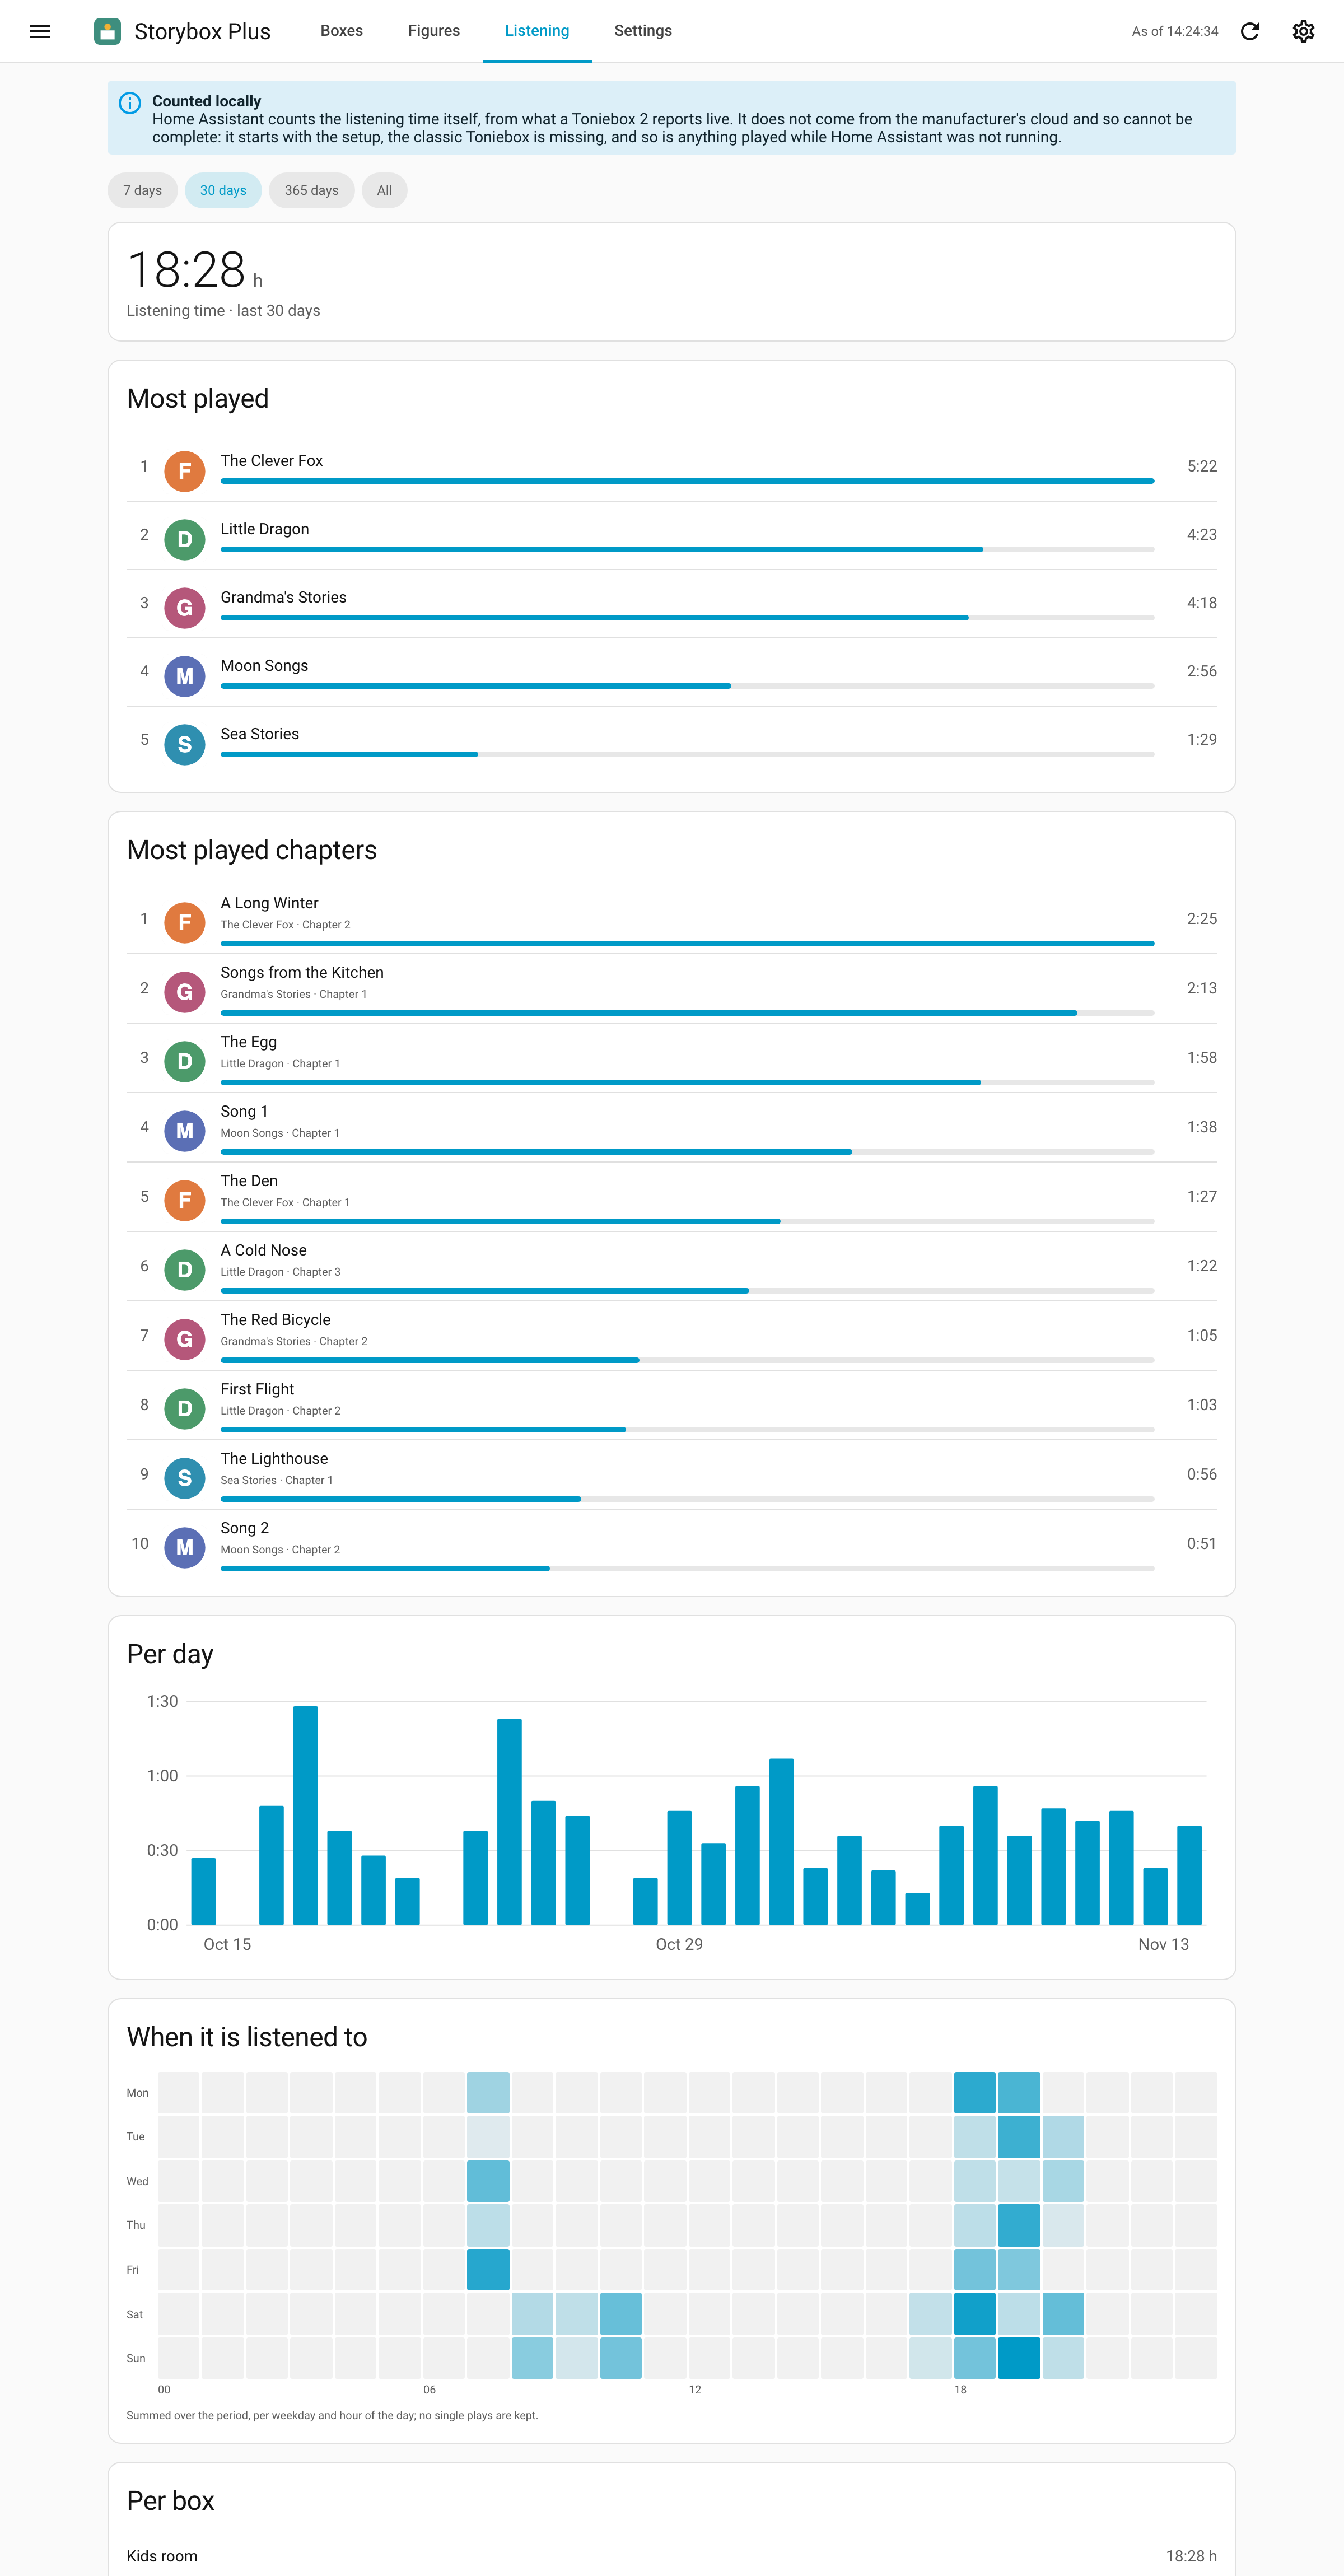 Storybox Plus
Boxes
Figures
Listening
Settings
As of 14:24:34
Counted locally
Home Assistant counts the listening time itself, from what a Toniebox 2 reports live. It does not come from the manufacturer's cloud and so cannot be
complete: it starts with the setup, the classic Toniebox is missing, and so is anything played while Home Assistant was not running.
7 days
30 days
365 days
All
18:28 h
Listening time · last 30 days
Most played
1
F
The Clever Fox
5:22
2
D
Little Dragon
4:23
3
G
Grandma's Stories
4:18
4
M
Moon Songs
2:56
5
S
Sea Stories
1:29
Most played chapters
1
F
A Long Winter
The Clever Fox · Chapter 2
2:25
2
G
Songs from the Kitchen
Grandma's Stories · Chapter 1
2:13
3
D
The Egg
Little Dragon · Chapter 1
1:58
4
M
Song 1
Moon Songs · Chapter 1
1:38
5
F
The Den
The Clever Fox · Chapter 1
1:27
6
D
A Cold Nose
Little Dragon · Chapter 3
1:22
7
G
The Red Bicycle
Grandma's Stories · Chapter 2
1:05
8
D
First Flight
Little Dragon · Chapter 2
1:03
9
S
The Lighthouse
Sea Stories · Chapter 1
0:56
10
M
Song 2
Moon Songs · Chapter 2
0:51
Per day
1:30
1:00
0:30
0:00
Oct 15
Oct 29
Nov 13
When it is listened to
Mon
Tue
Wed
Thu
Fri
Sat
Sun
00
06
12
18
Summed over the period, per weekday and hour of the day; no single plays are kept.
Per box
Kids room
18:28 h